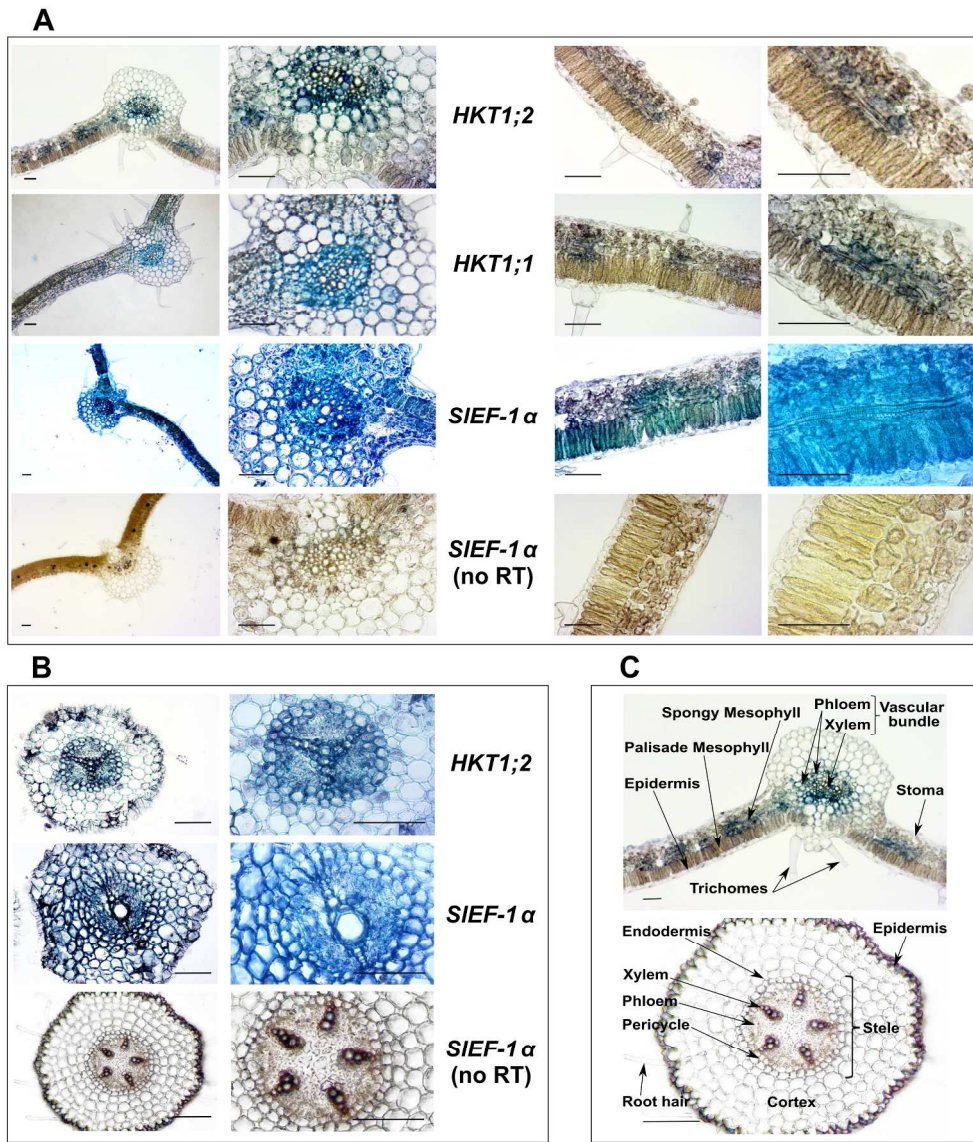 A
HKT1;2
HKT1;1
SlEF-1α
SlEF-1α
(no RT)
B
HKT1;2
SlEF-1α
SlEF-1α
(no RT)
C
Spongy Mesophyll
Phloem
Xylem
Vascular
bundle
Palisade Mesophyll
Epidermis
Stoma
Trichomes
Endodermis
Epidermis
Xylem
Phloem
Stele
Pericycle
Root hair
Cortex